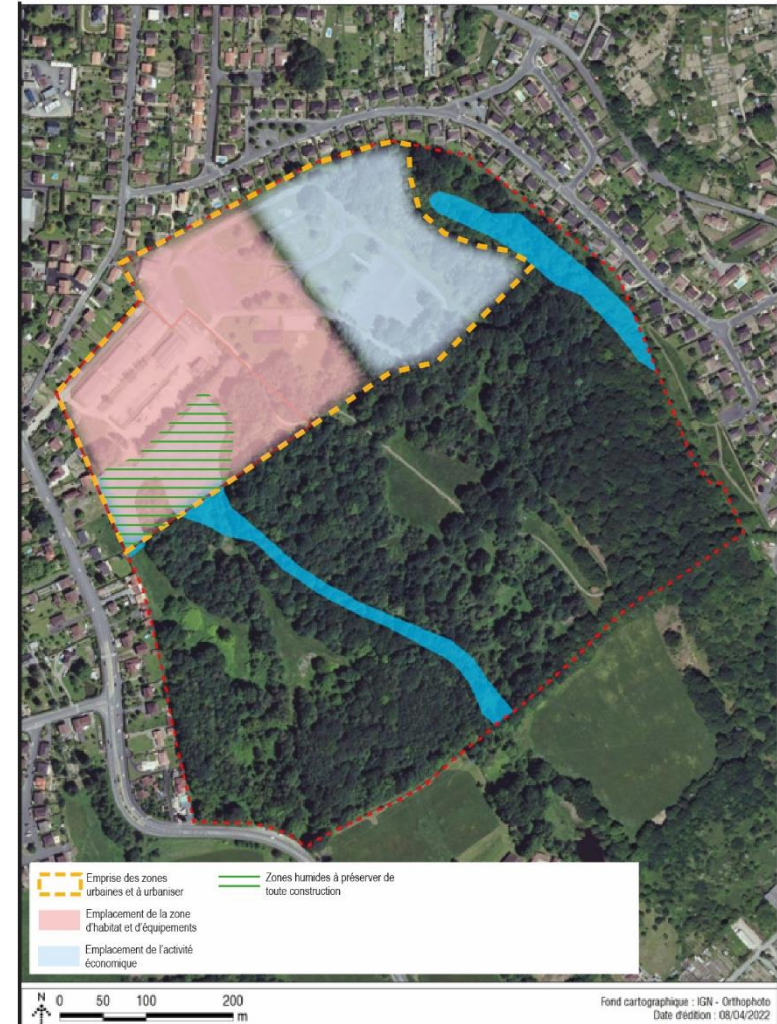 Emprise des zones
urbaines et à urbaniser
Emplacement de la zone
d'habitat et d'équipements
Emplacement de l'activité
économique
Zones humides à préserver de
toute construction
N
0 50 100 200
m
Fond cartographique : IGN - Orthophoto
Date d'édition : 08/04/2022